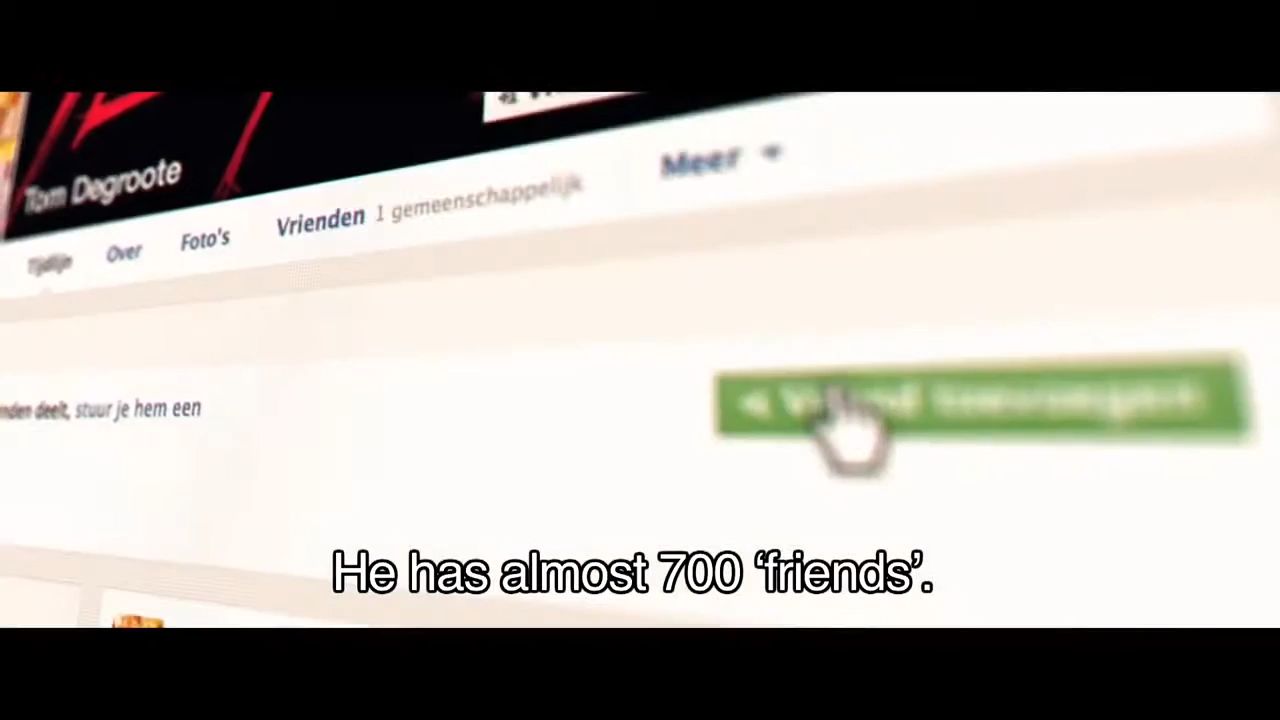 Tom Degroote
Tijdlijn Over Foto's Vrienden 1 gemeenschappelijk Meer
nden deelt, stuur je hem een
toevoegen
He has almost 700 ‘friends’.